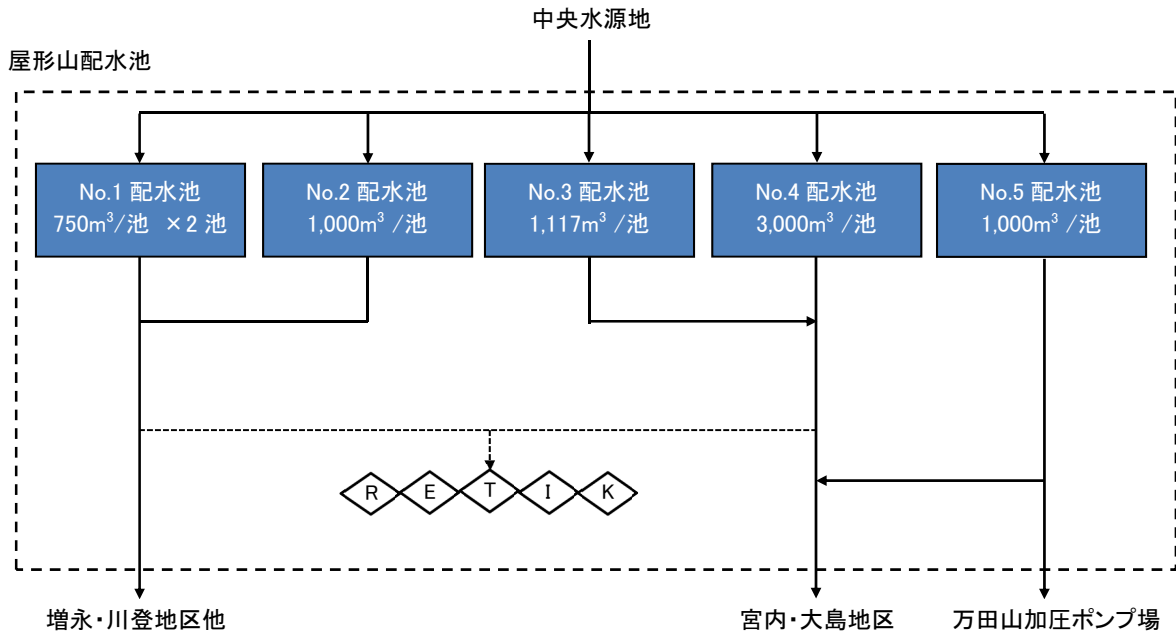 中央水源地
屋形山配水池
No.1 配水池
750m³/池 ×2 池
No.2 配水池
1,000m³ /池
No.3 配水池
1,117m³ /池
No.4 配水池
3,000m³ /池
No.5 配水池
1,000m³ /池
R E T I K
増永・川登地区他
宮内・大島地区
万田山加圧ポンプ場